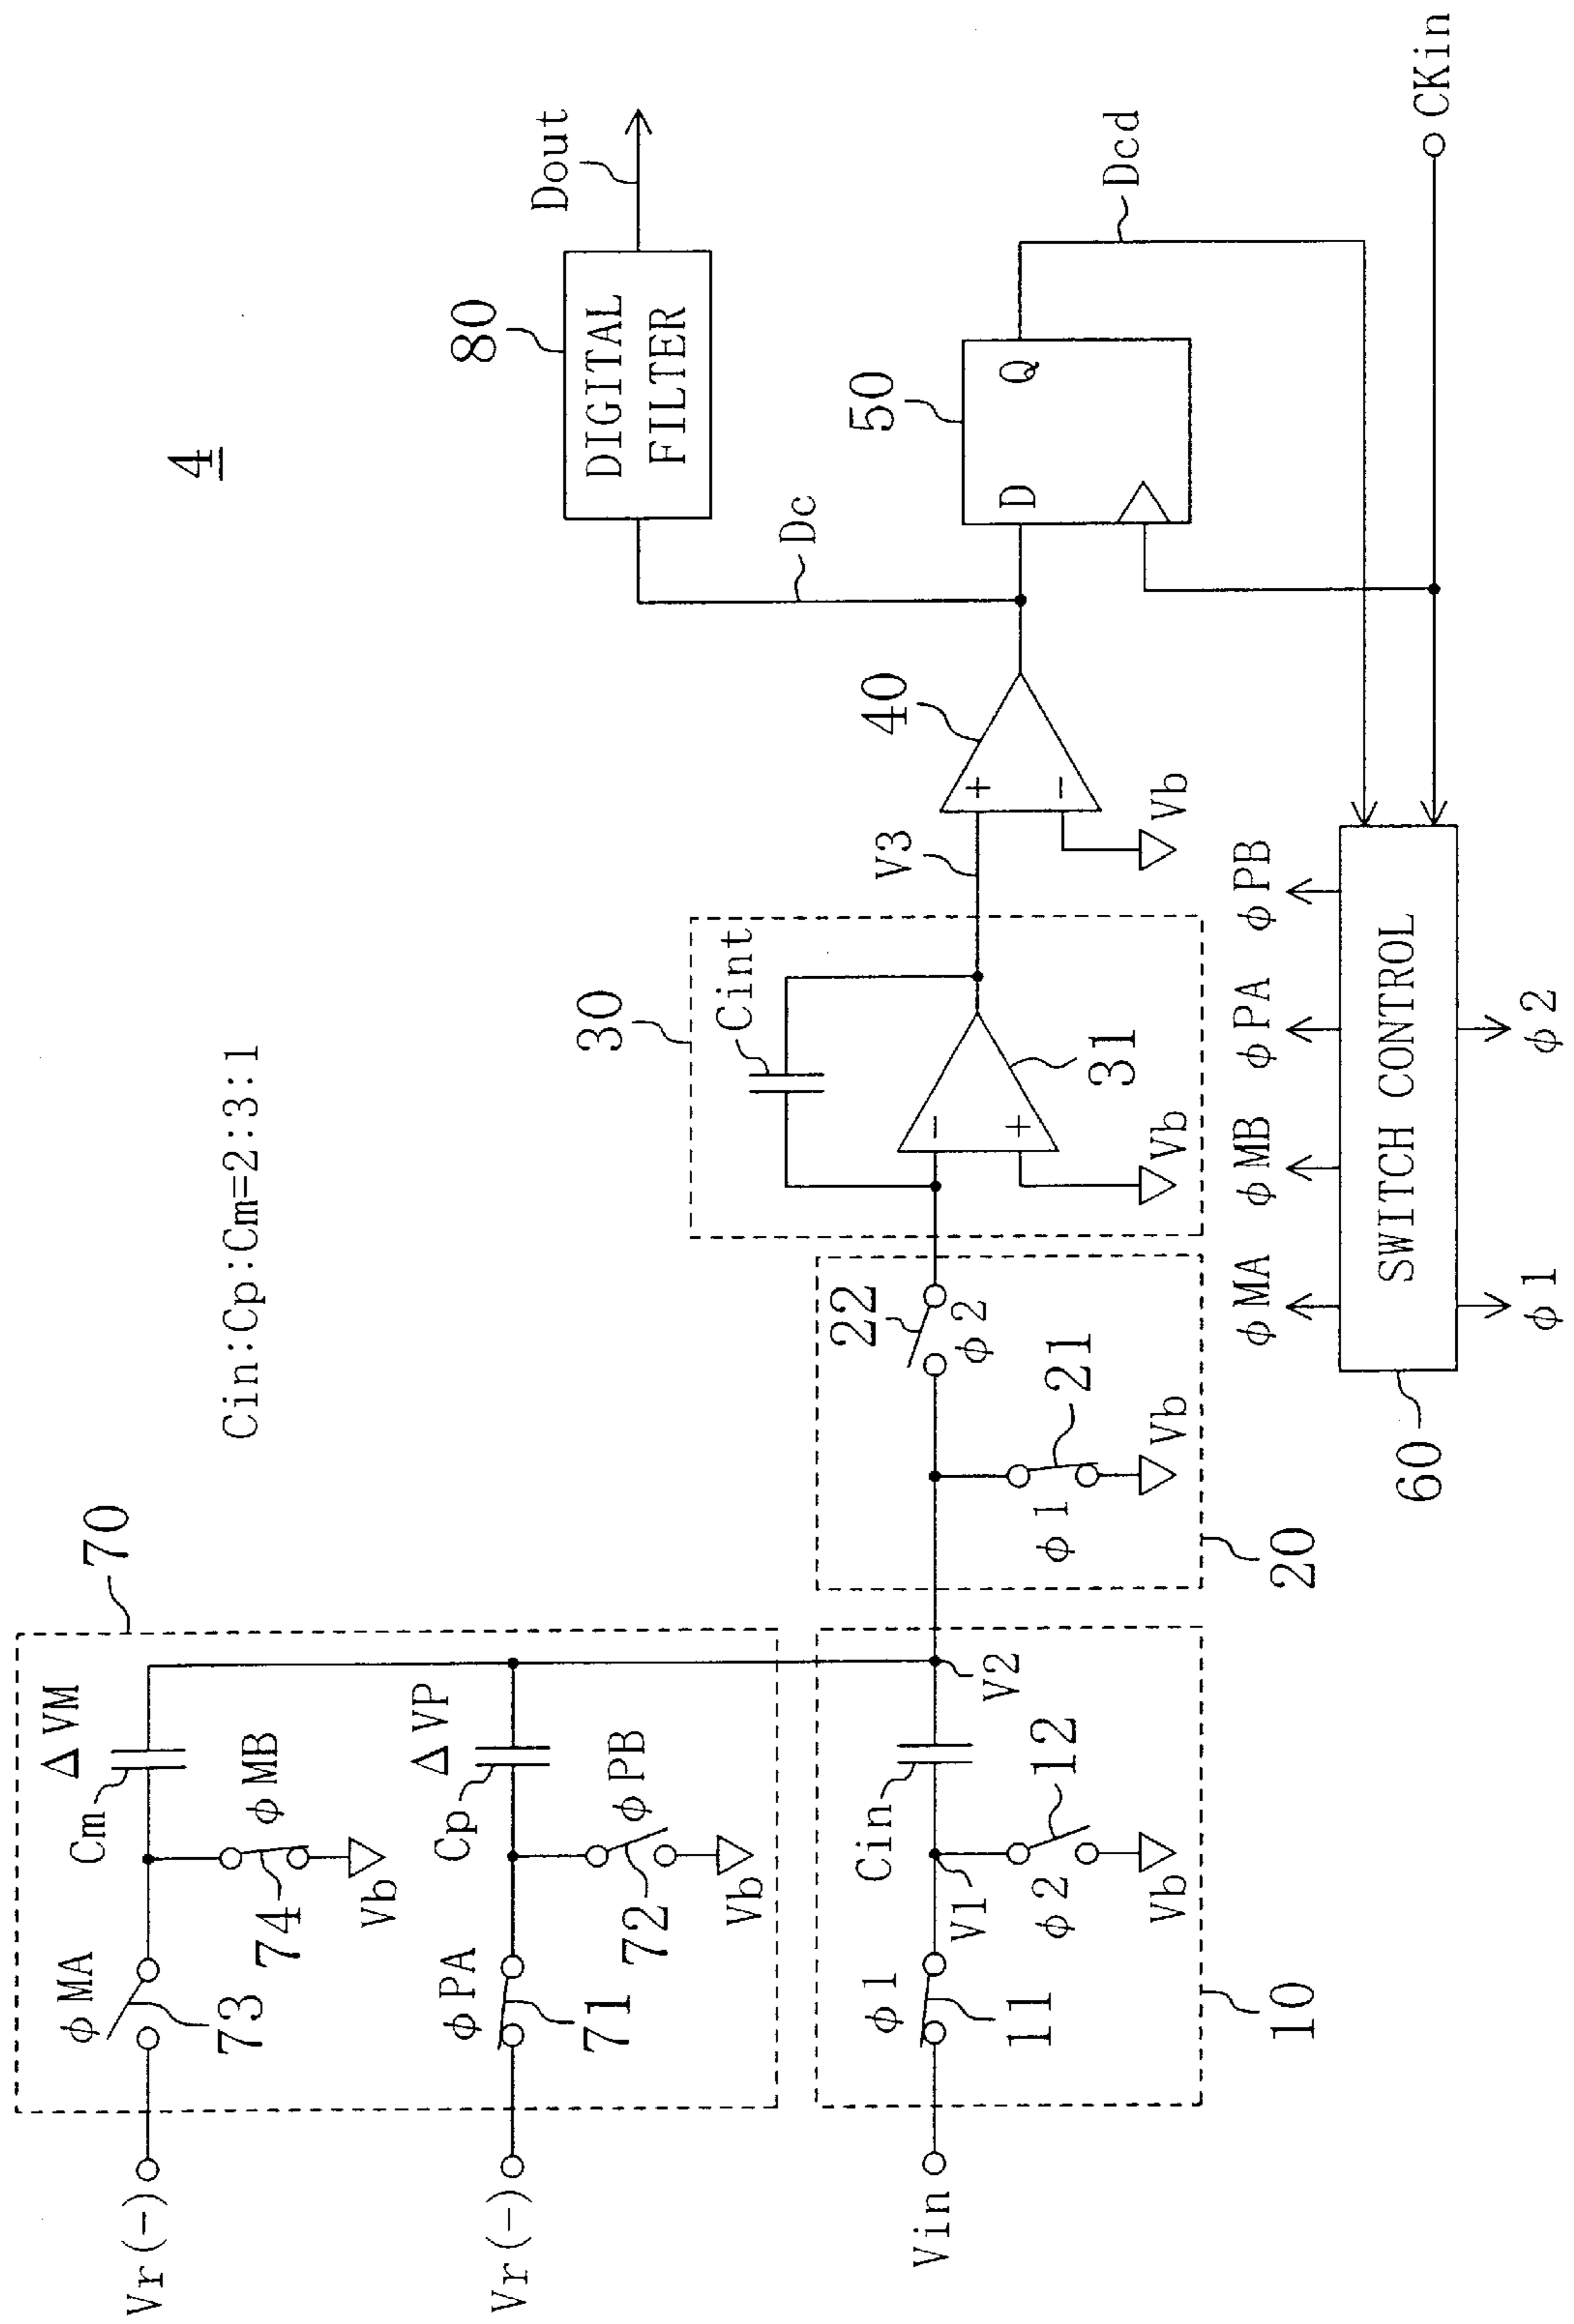 4
Cin:Cp:Cm=2:3:1
70
ΔVM
Cm
φMA
φMB
73
74
Vb
Vr(-)
ΔVP
Cp
φPA
φPB
71
72
Vb
Vr(-)
Vin
φ1
11
V1
Cin
φ2
12
Vb
V2
10
20
φ1
21
Vb
22
φ2
30
Cint
−
+
31
Vb
V3
40
+
−
Vb
Dc
80
DIGITAL
FILTER
Dout
50
D
Q
Dcd
CKin
φMA
φMB
φPA
φPB
SWITCH CONTROL
60
φ1
φ2